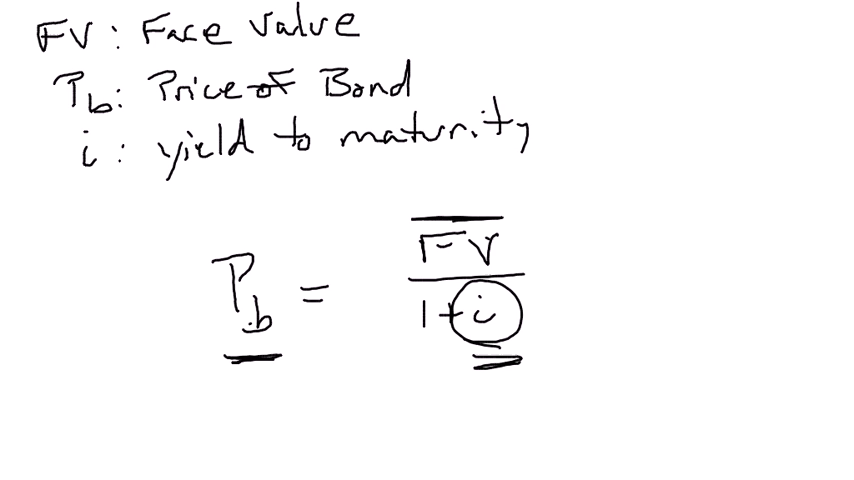 FV: Face Value
Pb: Price of Bond
i: yield to maturity
Pb = FV / 1+i